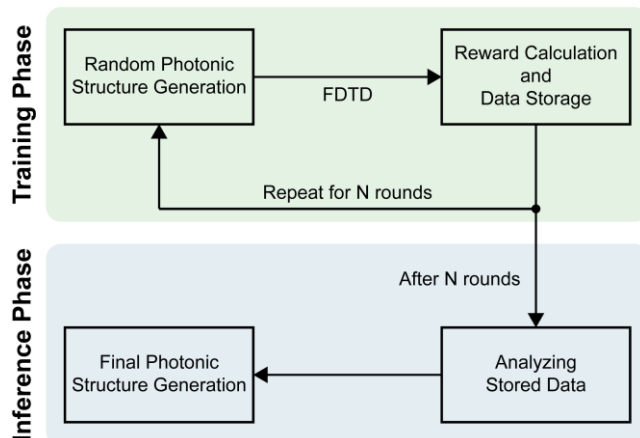 Training Phase
Random Photonic
Structure Generation
FDTD
Reward Calculation
and
Data Storage
Repeat for N rounds
Inference Phase
After N rounds
Final Photonic
Structure Generation
Analyzing
Stored Data